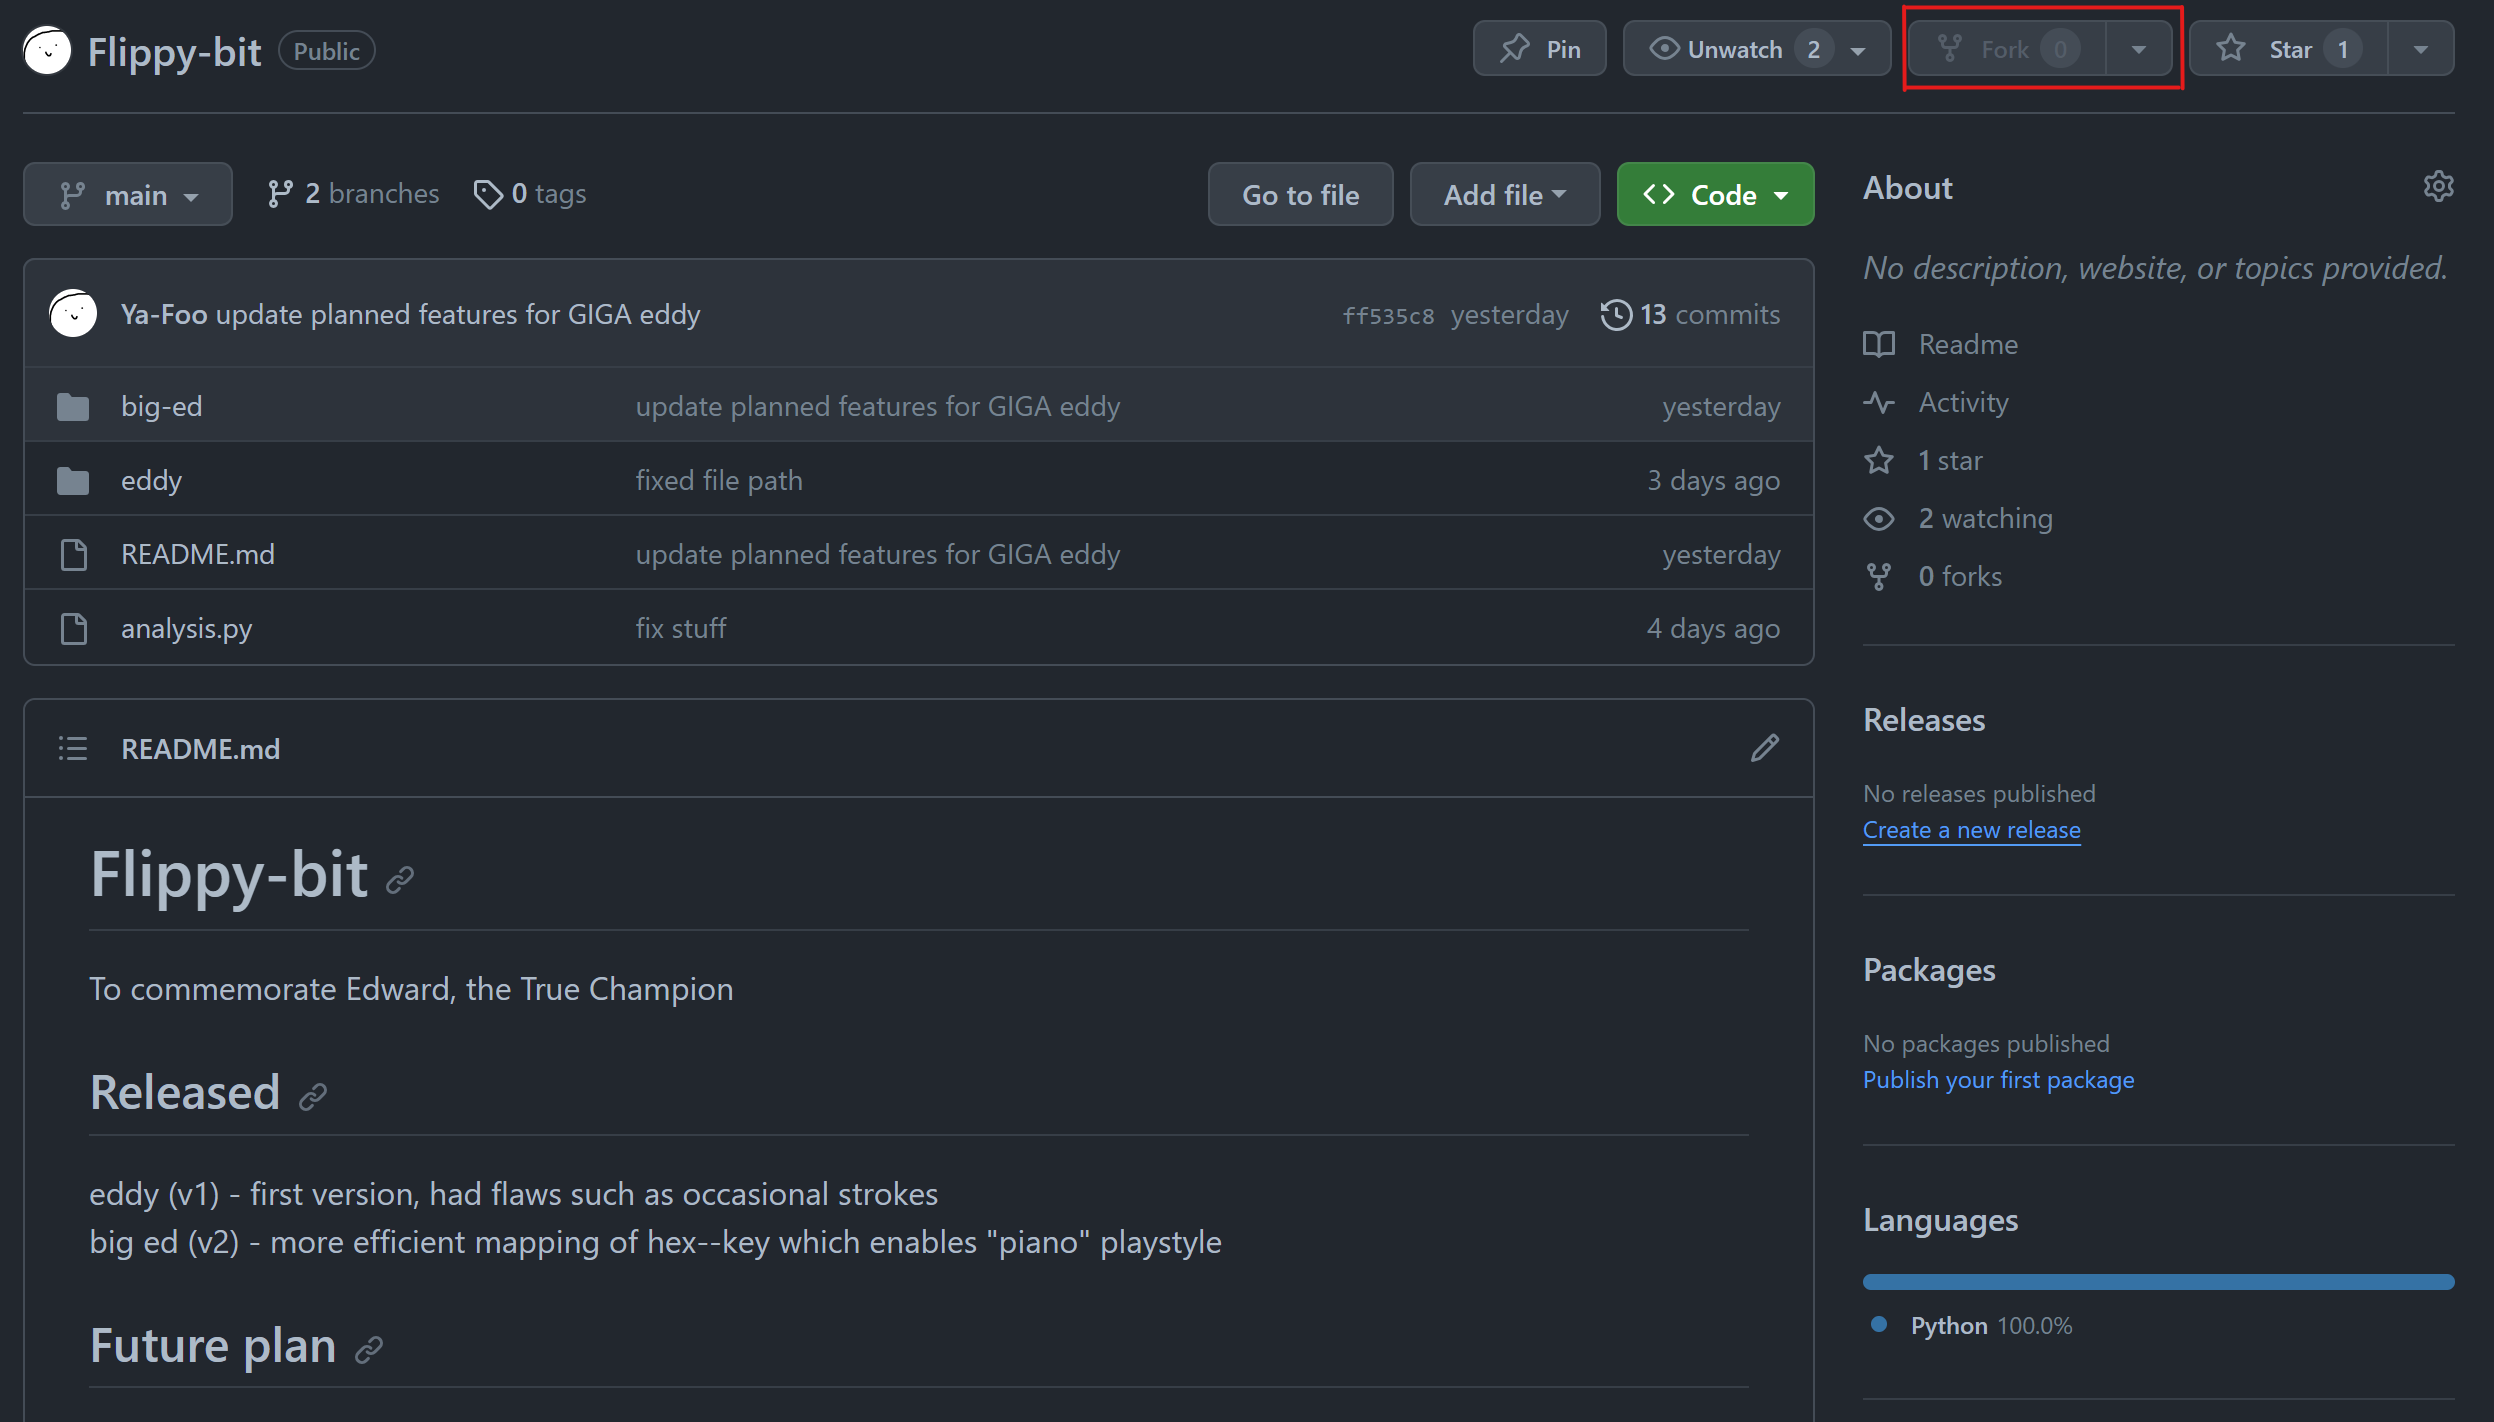 Flippy-bit Public Pin Unwatch 2 Fork 0 Star 1
main 2 branches 0 tags Go to file Add file Code
Ya-Foo update planned features for GIGA eddy ff535c8 yesterday 13 commits
big-ed update planned features for GIGA eddy yesterday
eddy fixed file path 3 days ago
README.md update planned features for GIGA eddy yesterday
analysis.py fix stuff 4 days ago
README.md
Flippy-bit
To commemorate Edward, the True Champion
Released
eddy (v1) - first version, had flaws such as occasional strokes
big ed (v2) - more efficient mapping of hex--key which enables "piano" playstyle
Future plan
About
No description, website, or topics provided.
Readme
Activity
1 star
2 watching
0 forks
Releases
No releases published
Create a new release
Packages
No packages published
Publish your first package
Languages
Python 100.0%